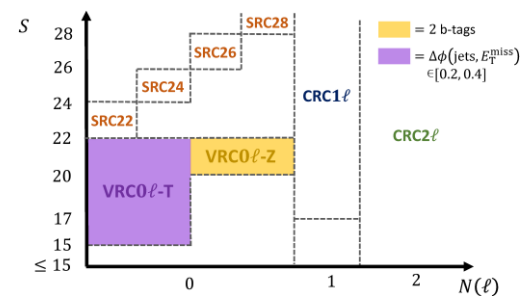 S
28
26
24
22
20
17
15
≤ 15
SRC28
SRC26
SRC24
SRC22
VRC0ℓ-T
VRC0ℓ-Z
CRC1ℓ
CRC2ℓ
0
1
2
N(ℓ)
= 2 b-tags
= Δϕ(jets, E_T^miss)
∈[0.2, 0.4]